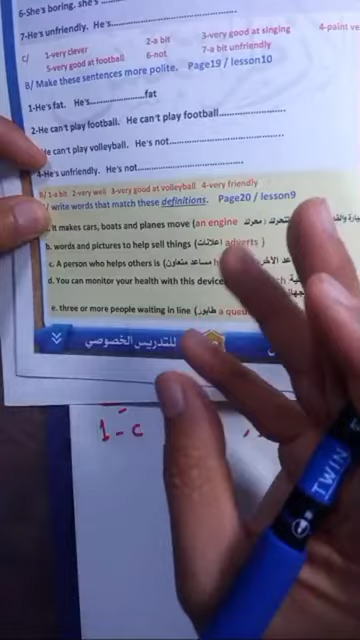 6-She's boring, she's
7-He's unfriendly. He's
C/ 1-very clever 2-a bit 3-very good at singing 4-paint ve
5-very good at football 6-not 7-a bit unfriendly
B/ Make these sentences more polite. Page19 / lesson10
1-He's fat. He's fat
2-He can't play football. He can't play football
He can't play volleyball. He's not
4-He's unfriendly. He's not
B/ 1-a bit 2-very well 3-very good at volleyball 4-very friendly
/ write words that match these definitions. Page20 / lesson9
It makes cars, boats and planes move (an engine محرك)
b. words and pictures to help sell things (اعلانات adverts )
c. A person who helps others is (مساعد متعاون
d. You can monitor your health with this device
e. three or more people waiting in line (طابور a queu
للتدريس الخصوصي
1-C
TWIN